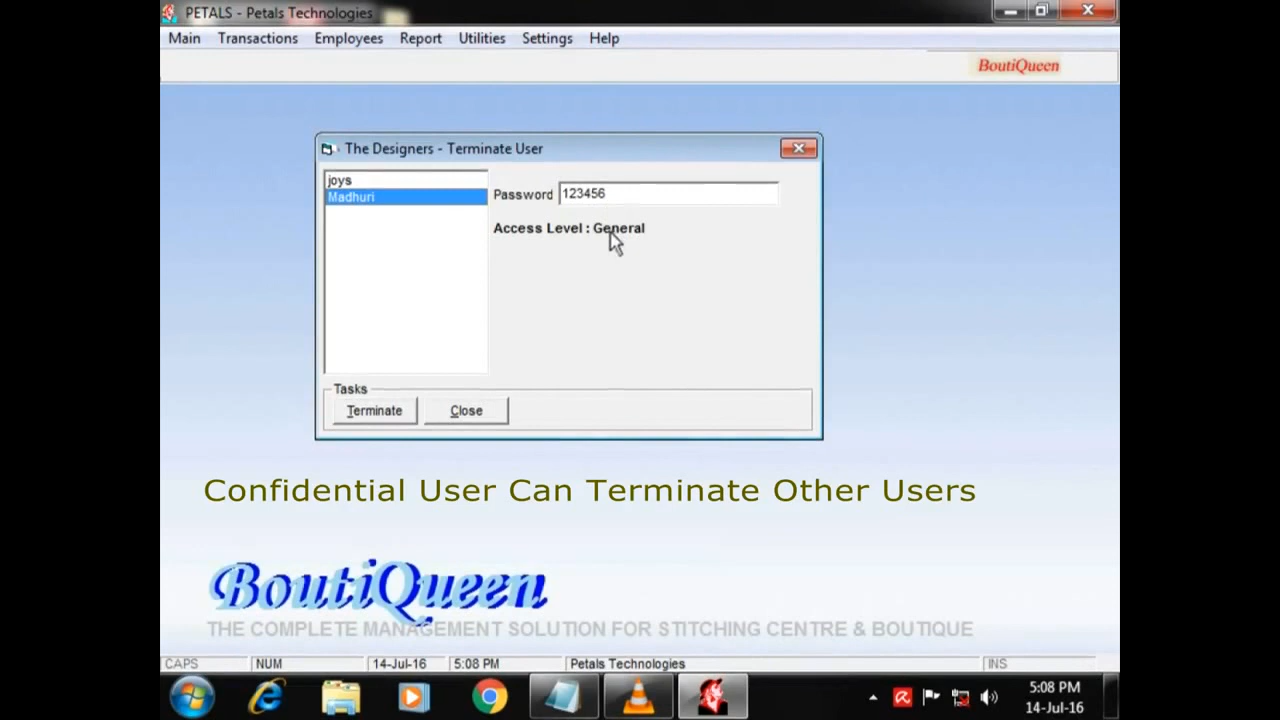 PETALS - Petals Technologies
Main Transactions Employees Report Utilities Settings Help
BoutiQueen
The Designers - Terminate User
joys
Madhuri
Password 123456
Access Level : General
Tasks
Terminate Close
Confidential User Can Terminate Other Users
BoutiQueen
THE COMPLETE MANAGEMENT SOLUTION FOR STITCHING CENTRE & BOUTIQUE
CAPS NUM 14-Jul-16 5:08 PM Petals Technologies INS
5:08 PM
14-Jul-16